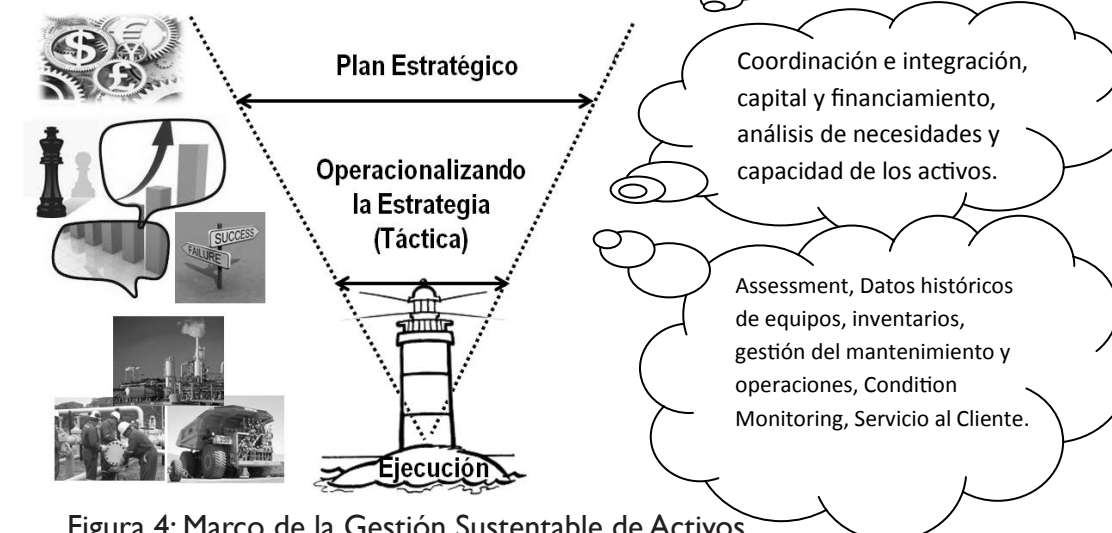 $
€
¥
£
Plan Estratégico
Operacionalizando
la Estrategia
(Táctica)
SUCCESS
FAILURE
Ejecución
Coordinación e integración,
capital y financiamiento,
análisis de necesidades y
capacidad de los activos.
Assessment, Datos históricos
de equipos, inventarios,
gestión del mantenimiento y
operaciones, Condition
Monitoring, Servicio al Cliente.
Figura 4: Marco de la Gestión Sustentable de Activos